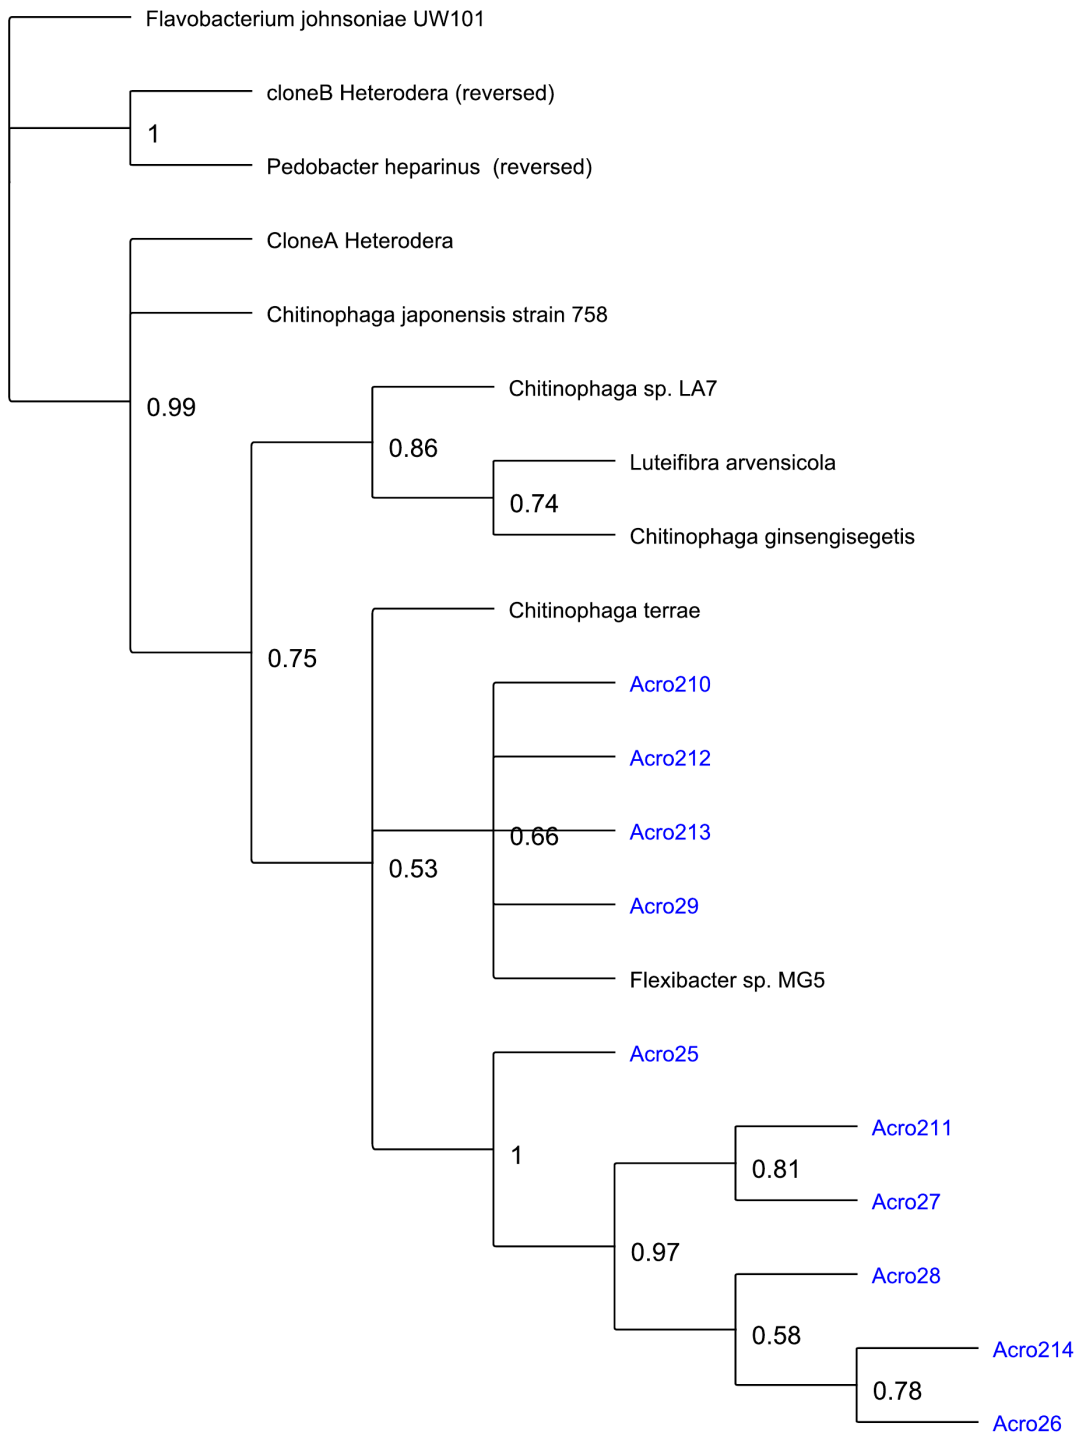 Flavobacterium johnsoniae UW101
cloneB Heterodera (reversed)
1
Pedobacter heparinus  (reversed)
CloneA Heterodera
Chitinophaga japonensis strain 758
Chitinophaga sp. LA7
0.99
0.86
Luteifibra arvensicola
0.74
Chitinophaga ginsengisegetis
Chitinophaga terrae
0.75
Acro210
Acro212
Acro213
0.66
0.53
Acro29
Flexibacter sp. MG5
Acro25
Acro211
1
0.81
Acro27
0.97
Acro28
0.58
Acro214
0.78
Acro26